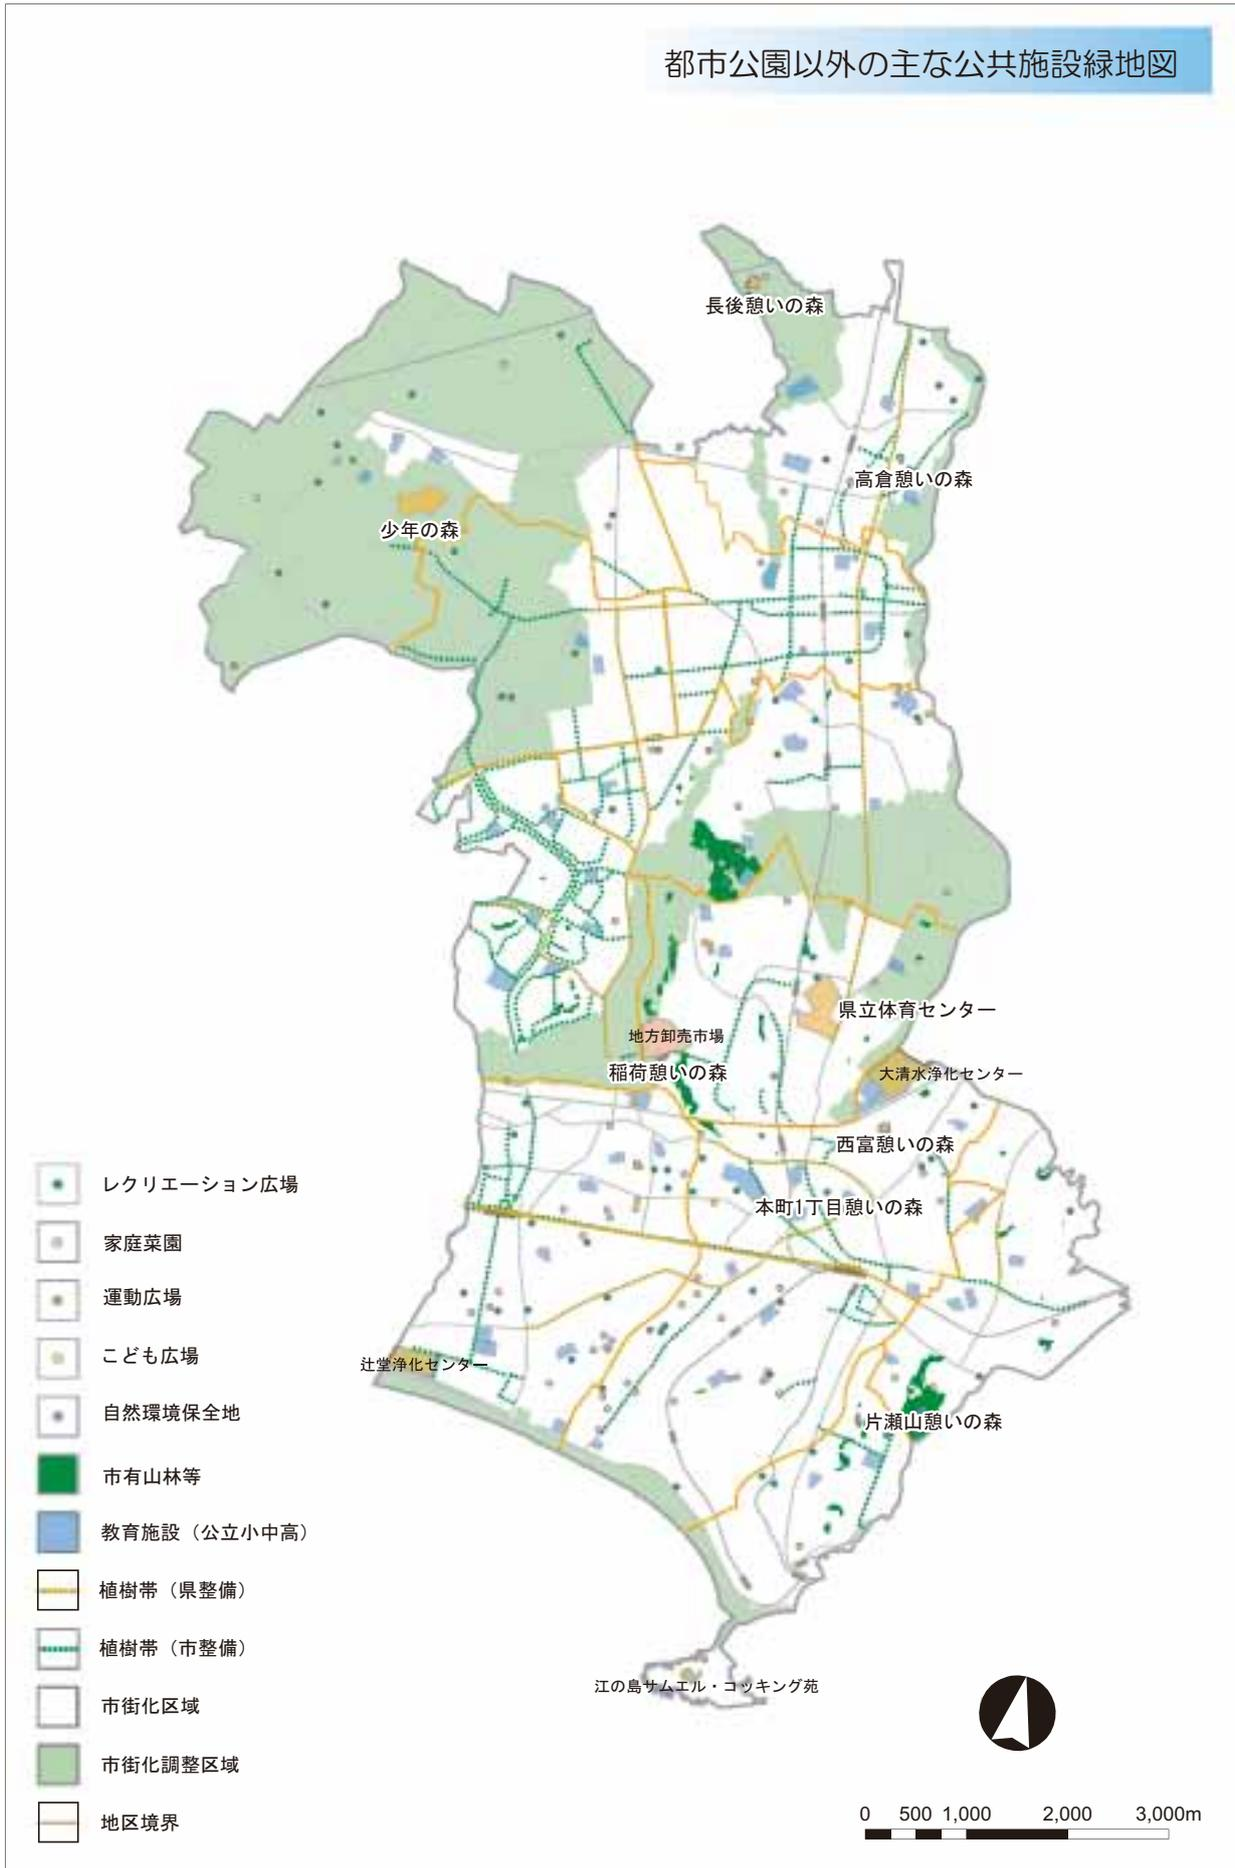 都市公園以外の主な公共施設緑地図
長後憩いの森
高倉憩いの森
少年の森
県立体育センター
地方卸売市場
稲荷憩いの森
大清水浄化センター
西富憩いの森
本町1丁目憩いの森
辻堂浄化センター
片瀬山憩いの森
江の島サムエル・コッキング苑
レクリエーション広場
家庭菜園
運動広場
こども広場
自然環境保全地
市有山林等
教育施設（公立小中高）
植樹帯（県整備）
植樹帯（市整備）
市街化区域
市街化調整区域
地区境界
0 500 1,000 2,000 3,000m